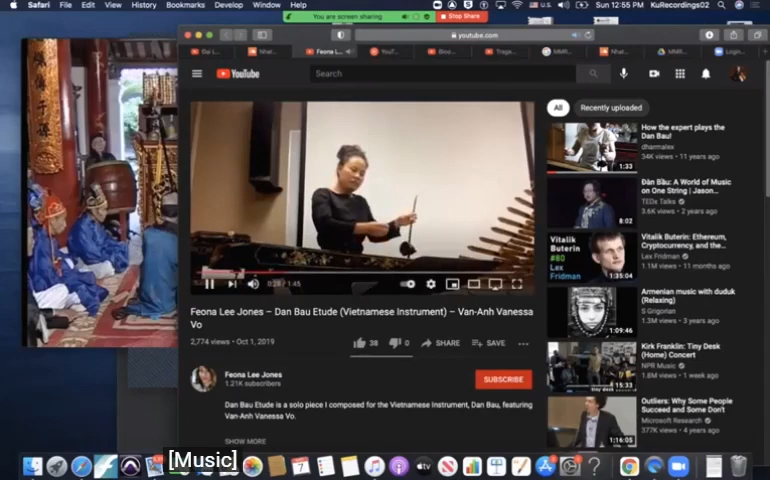 Safari File Edit View History Bookmarks Develop Window Help
Sun 12:55 PM KuRecordings02
You are screen sharing Stop Share
youtube.com
Feona L...
YouT...
Bloo...
Login...
YouTube
Search
All Recently uploaded
How the expert plays the Dan Bau!
dharmalex
34K views • 11 years ago
1:33
Đàn Bầu: A World of Music on One String | Jason...
TEDx Talks
3.6K views • 2 years ago
8:02
Vitalik Buterin: Ethereum, Cryptocurrency, and the...
Lex Fridman
1.1M views • 11 months ago
Vitalik Buterin
#80
Lex Fridman
1:35:04
Armenian music with duduk (Relaxing)
S Grigorian
1.3M views • 3 years ago
1:09:46
Kirk Franklin: Tiny Desk (Home) Concert
NPR Music
1.8M views • 1 week ago
15:33
Outliers: Why Some People Succeed and Some Don't
Microsoft Research
377K views • 4 years ago
1:16:05
0:28 / 1:45
Feona Lee Jones – Dan Bau Etude (Vietnamese Instrument) – Van-Anh Vanessa Vo
2,774 views • Oct 1, 2019
38 0 SHARE SAVE
Feona Lee Jones
1.21K subscribers
SUBSCRIBE
Dan Bau Etude is a solo piece I composed for the Vietnamese Instrument, Dan Bau, featuring
Van-Anh Vanessa Vo.
SHOW MORE
[Music]